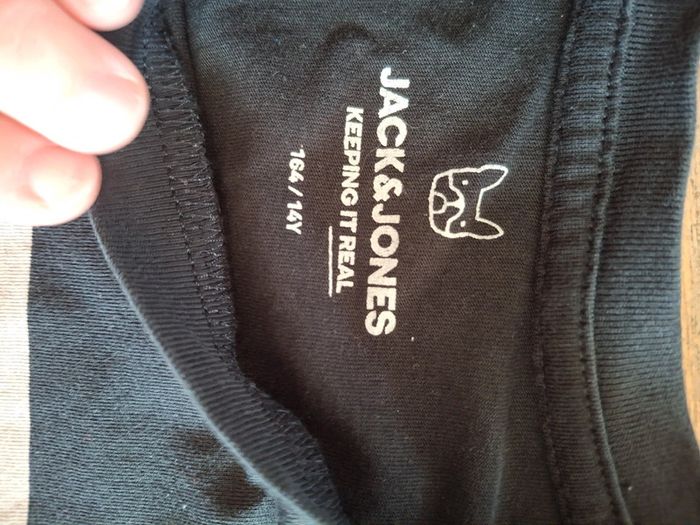 JACK&JONES
KEEPING IT REAL
164 / 14Y